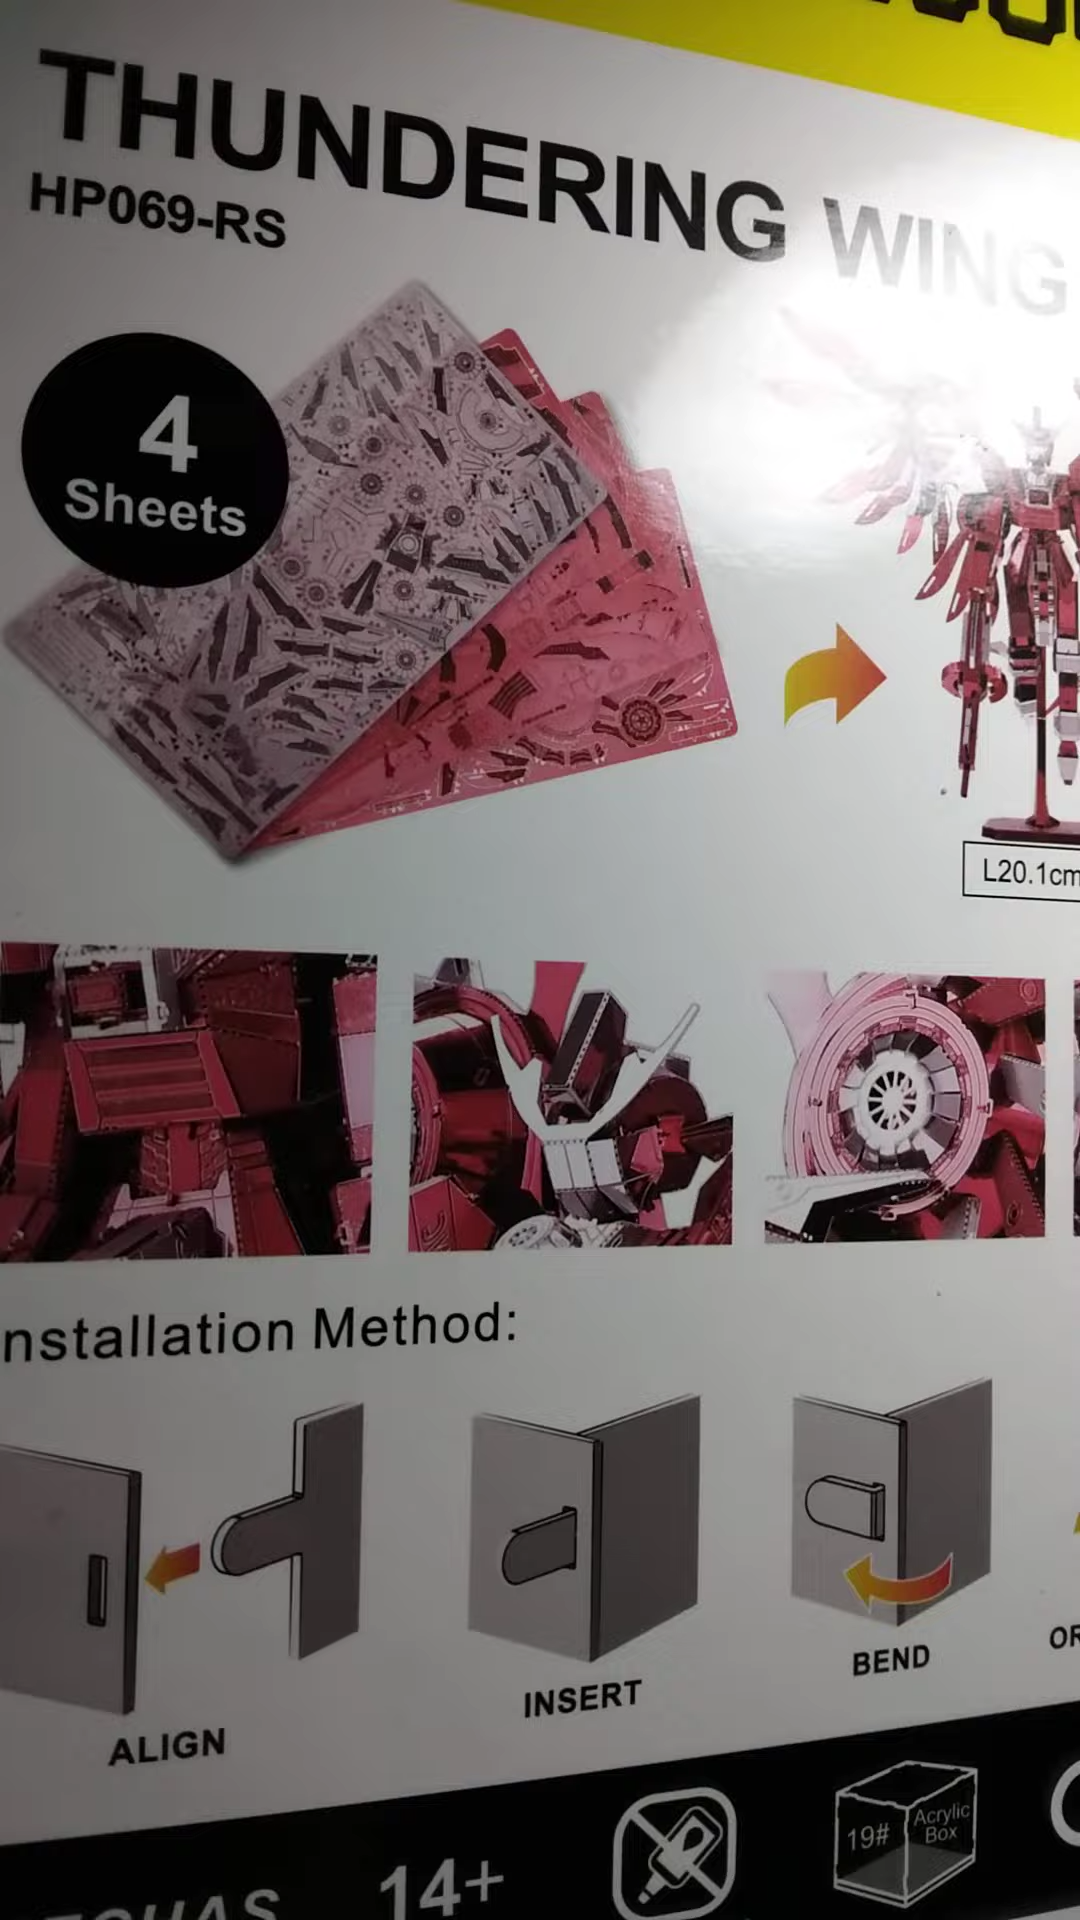 THUNDERING WING
HP069-RS
4
Sheets
L20.1cm
nstallation Method:
ALIGN
INSERT
BEND
OR
14+
19#
Acrylic
Box